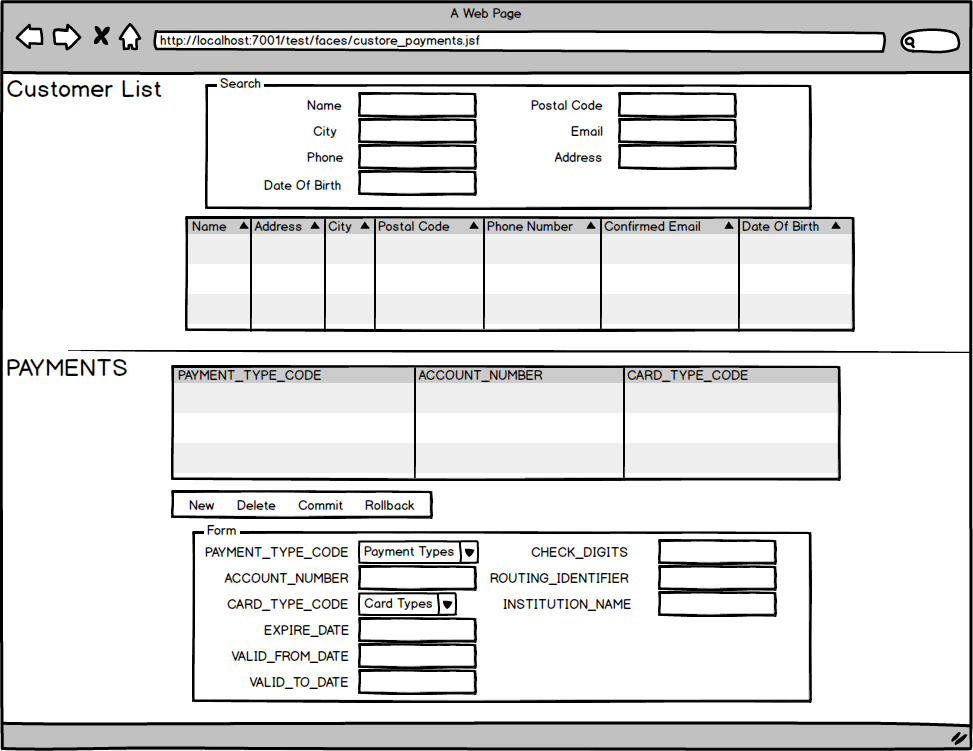 A Web Page
http://localhost:7001/test/faces/custore_payments.jsf
Customer List
Search
Name Postal Code
City Email
Phone Address
Date Of Birth
Name Address City Postal Code Phone Number Confirmed Email Date Of Birth
PAYMENTS
PAYMENT_TYPE_CODE ACCOUNT_NUMBER CARD_TYPE_CODE
New Delete Commit Rollback
Form
PAYMENT_TYPE_CODE Payment Types CHECK_DIGITS
ACCOUNT_NUMBER ROUTING_IDENTIFIER
CARD_TYPE_CODE Card Types INSTITUTION_NAME
EXPIRE_DATE
VALID_FROM_DATE
VALID_TO_DATE